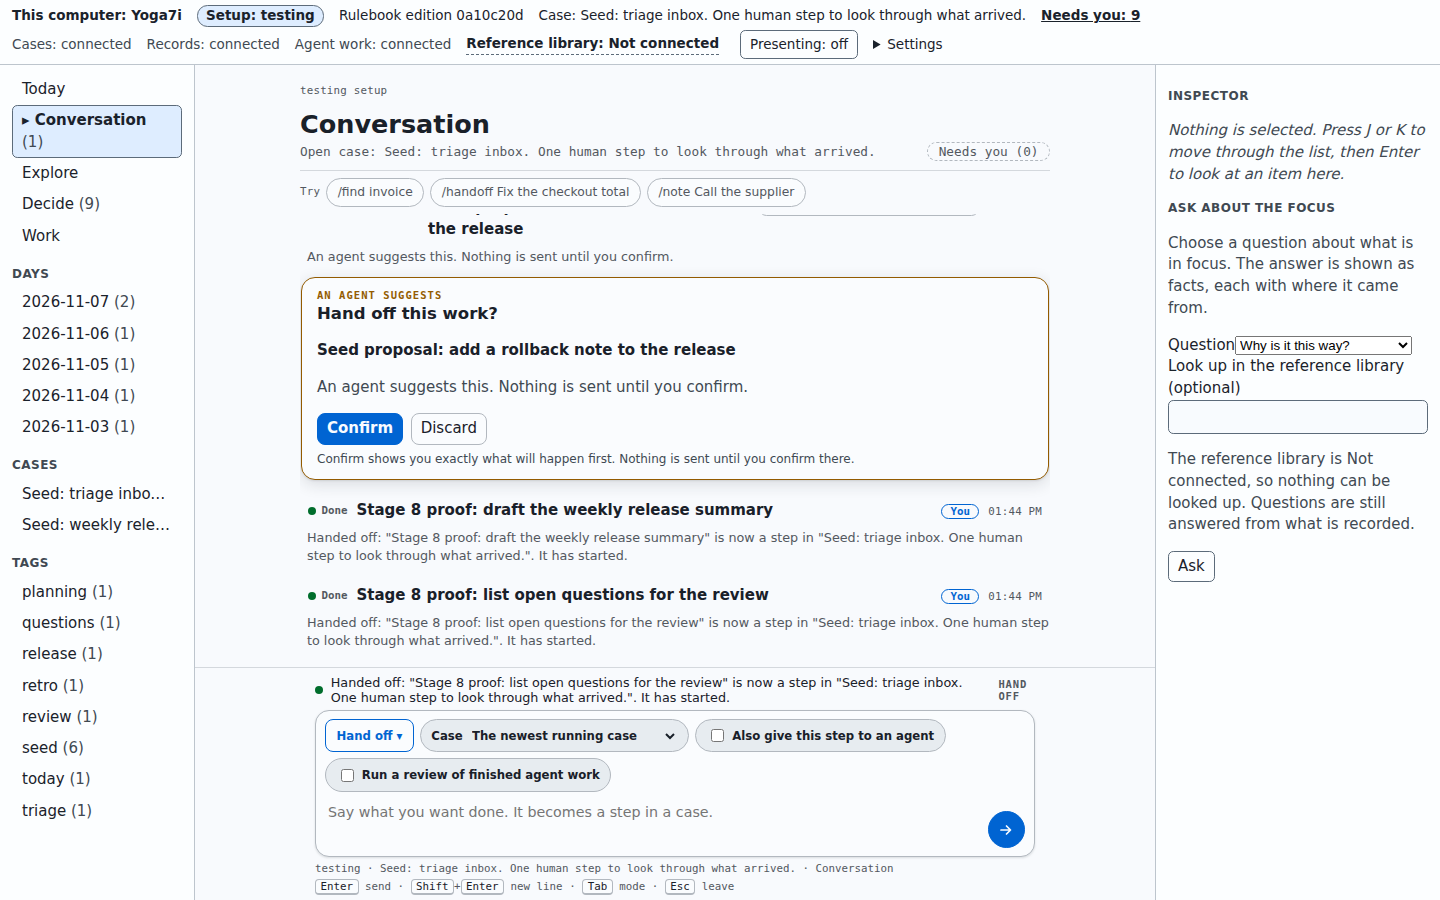 This computer: Yoga7i Setup: testing Rulebook edition 0a10c20d Case: Seed: triage inbox. One human step to look through what arrived. Needs you: 9
Cases: connected Records: connected Agent work: connected Reference library: Not connected Presenting: off ▶ Settings
Today
▸ Conversation
(1)
Explore
Decide (9)
Work
DAYS
2026-11-07 (2)
2026-11-06 (1)
2026-11-05 (1)
2026-11-04 (1)
2026-11-03 (1)
CASES
Seed: triage inbo…
Seed: weekly rele…
TAGS
planning (1)
questions (1)
release (1)
retro (1)
review (1)
seed (6)
today (1)
triage (1)
testing setup
Conversation
Open case: Seed: triage inbox. One human step to look through what arrived. Needs you (0)
Try /find invoice /handoff Fix the checkout total /note Call the supplier
the release
An agent suggests this. Nothing is sent until you confirm.
AN AGENT SUGGESTS
Hand off this work?
Seed proposal: add a rollback note to the release
An agent suggests this. Nothing is sent until you confirm.
Confirm Discard
Confirm shows you exactly what will happen first. Nothing is sent until you confirm there.
Done Stage 8 proof: draft the weekly release summary You 01:44 PM
Handed off: "Stage 8 proof: draft the weekly release summary" is now a step in "Seed: triage inbox. One human
step to look through what arrived.". It has started.
Done Stage 8 proof: list open questions for the review You 01:44 PM
Handed off: "Stage 8 proof: list open questions for the review" is now a step in "Seed: triage inbox. One human step
to look through what arrived.". It has started.
Handed off: "Stage 8 proof: list open questions for the review" is now a step in "Seed: triage inbox.
One human step to look through what arrived.". It has started.
HAND
OFF
Hand off ▾ Case The newest running case Also give this step to an agent
Run a review of finished agent work
Say what you want done. It becomes a step in a case.
→
testing · Seed: triage inbox. One human step to look through what arrived. · Conversation
Enter send · Shift+Enter new line · Tab mode · Esc leave
INSPECTOR
Nothing is selected. Press J or K to
move through the list, then Enter
to look at an item here.
ASK ABOUT THE FOCUS
Choose a question about what is
in focus. The answer is shown as
facts, each with where it came
from.
Question Why is it this way?
Look up in the reference library
(optional)
The reference library is Not
connected, so nothing can be
looked up. Questions are still
answered from what is recorded.
Ask